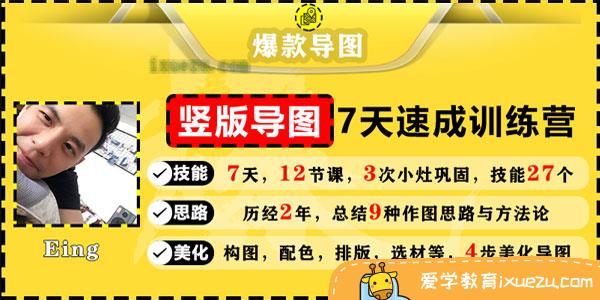 爆款导图
ixuezu.com
竖版导图 7天速成训练营
技能 7天，12节课，3次小灶巩固，技能27个
思路 历经2年，总结9种作图思路与方法论
Eing
美化 构图，配色，排版，选材等，4步美化导图
爱学教育ixuezu.com